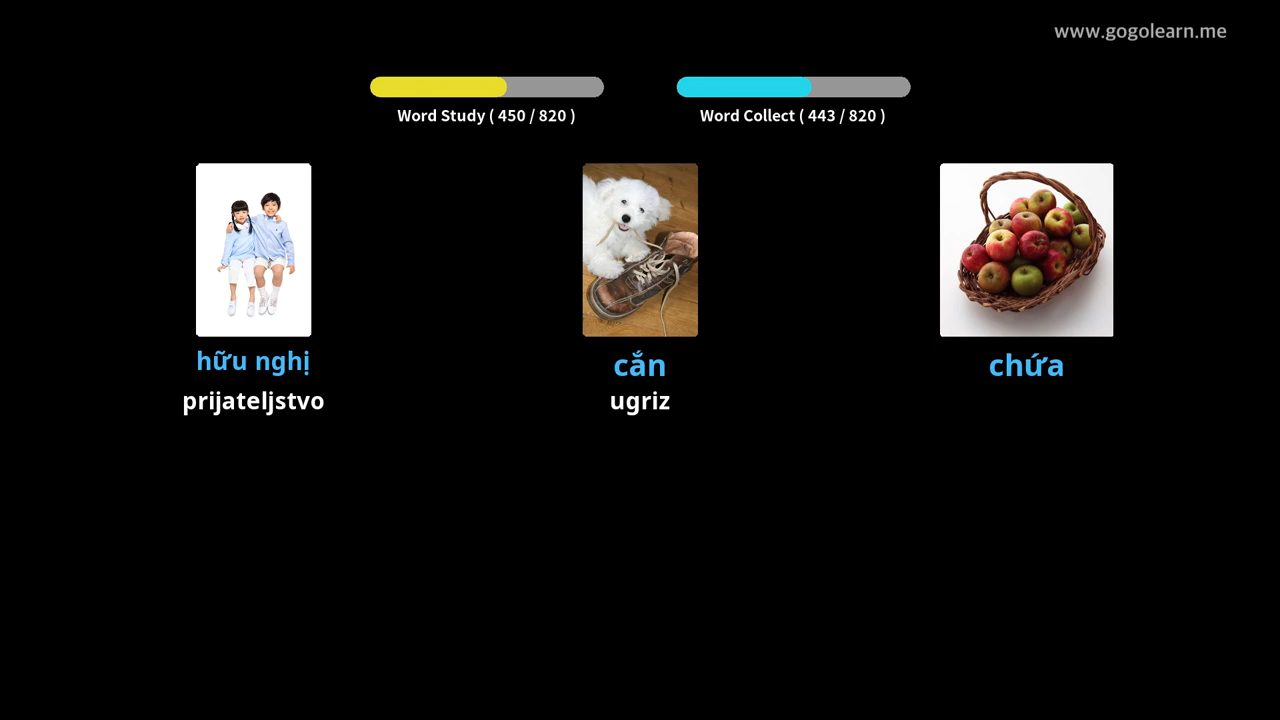 www.gogolearn.me
Word Study ( 450 / 820 )
Word Collect ( 443 / 820 )
hữu nghị
prijateljstvo
cắn
ugriz
chứa